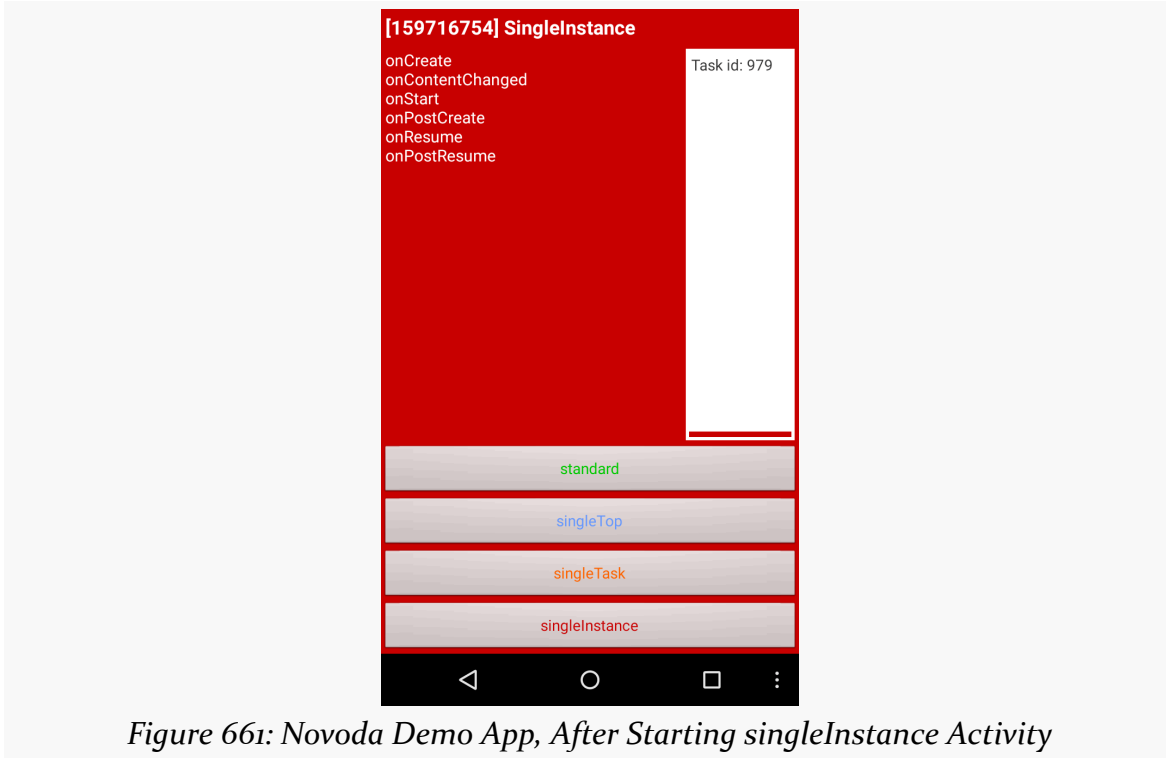 [159716754] SingleInstance
onCreate
onContentChanged
onStart
onPostCreate
onResume
onPostResume
Task id: 979
standard
singleTop
singleTask
singleInstance
Figure 661: Novoda Demo App, After Starting singleInstance Activity